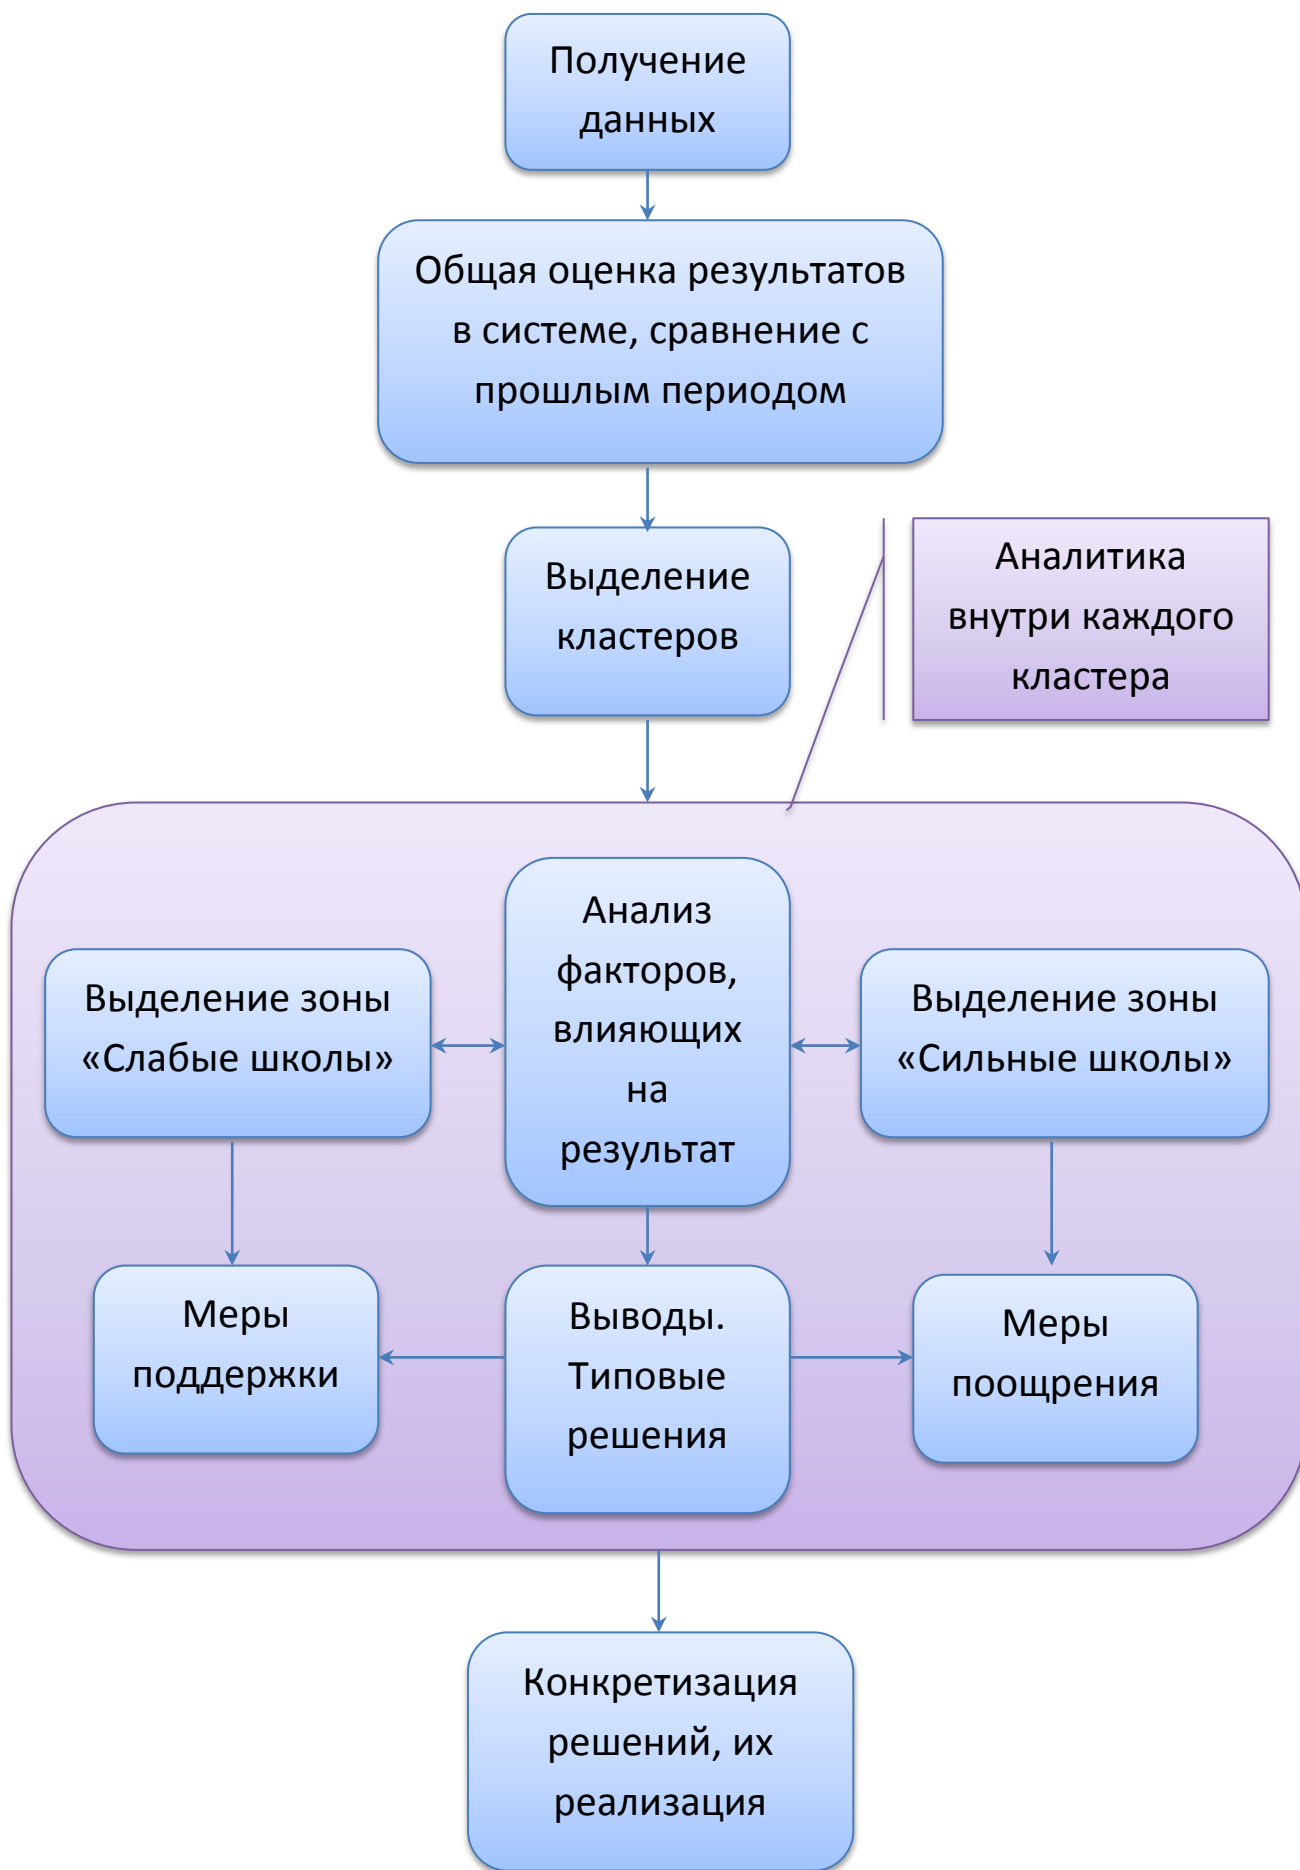 Получение
данных
Общая оценка результатов
в системе, сравнение с
прошлым периодом
Выделение
кластеров
Аналитика
внутри каждого
кластера
Анализ
факторов,
влияющих
на
результат
Выделение зоны
«Слабые школы»
Выделение зоны
«Сильные школы»
Меры
поддержки
Выводы.
Типовые
решения
Меры
поощрения
Конкретизация
решений, их
реализация